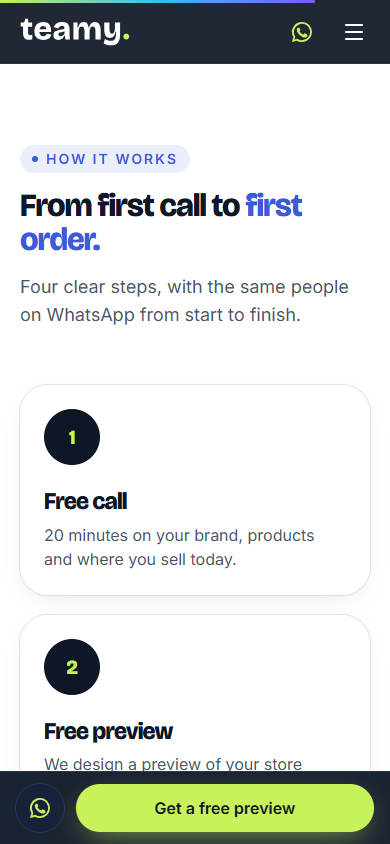 teamy.
HOW IT WORKS
From first call to first
order.
Four clear steps, with the same people
on WhatsApp from start to finish.
1
Free call
20 minutes on your brand, products
and where you sell today.
2
Free preview
We design a preview of your store
Get a free preview